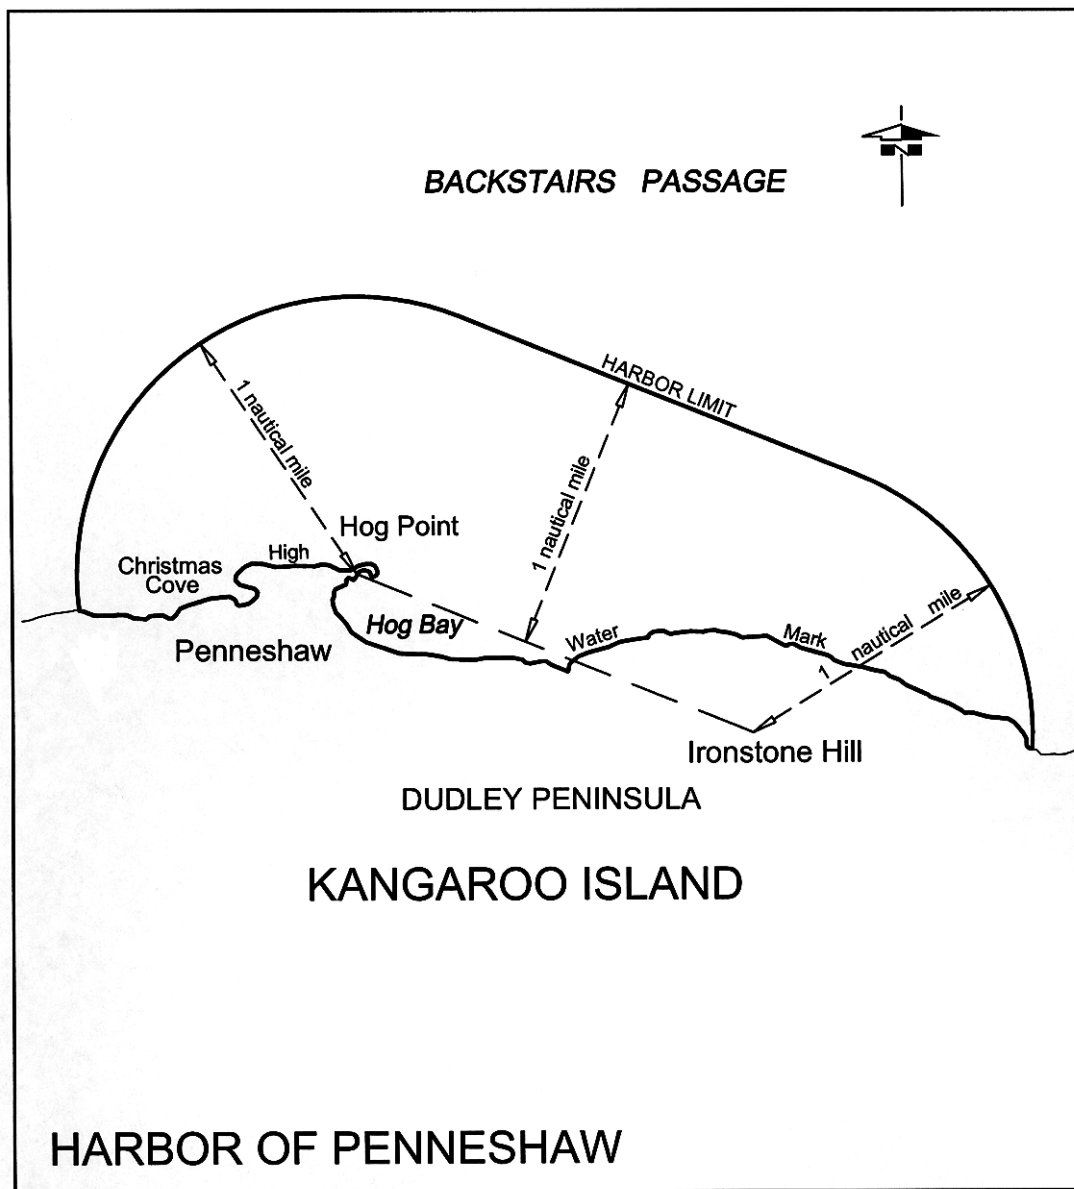 N
BACKSTAIRS PASSAGE
HARBOR LIMIT
1 nautical mile
1 nautical mile
Hog Point
High
Christmas
Cove
Hog Bay
Water
Mark
1 nautical mile
Penneshaw
Ironstone Hill
DUDLEY PENINSULA
KANGAROO ISLAND
HARBOR OF PENNESHAW